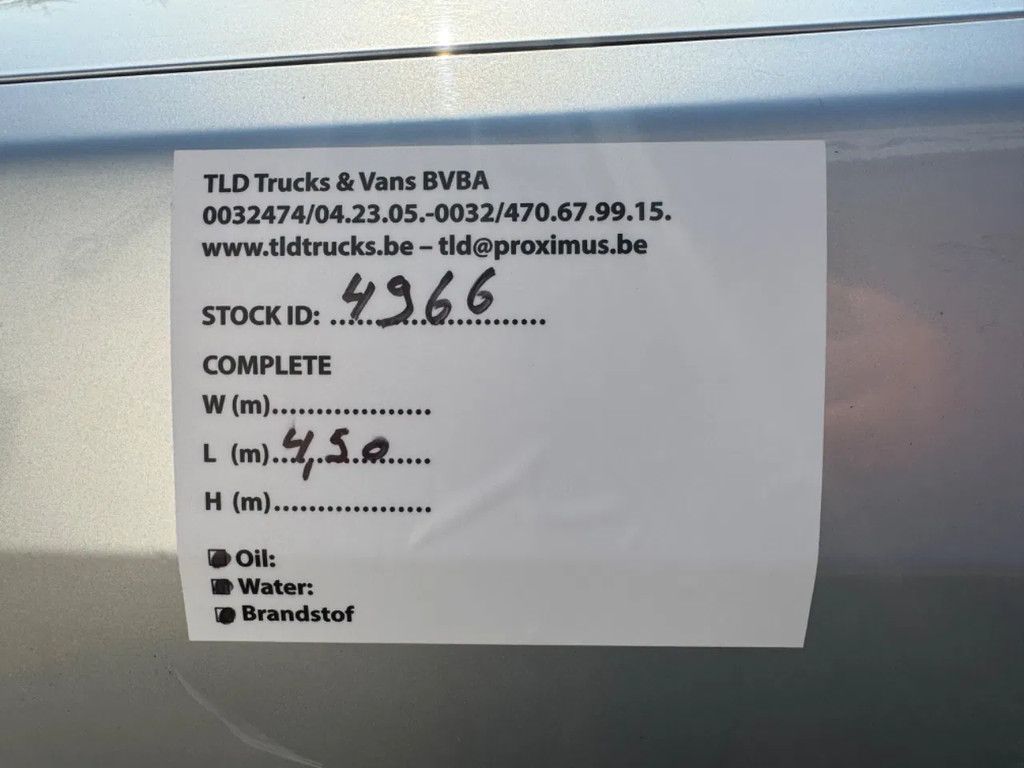 TLD Trucks & Vans BVBA
0032474/04.23.05.-0032/470.67.99.15.
www.tldtrucks.be – tld@proximus.be
STOCK ID: 4966
COMPLETE
W (m)..................
L (m)..4,50......
H (m)..................
Oil:
Water:
Brandstof